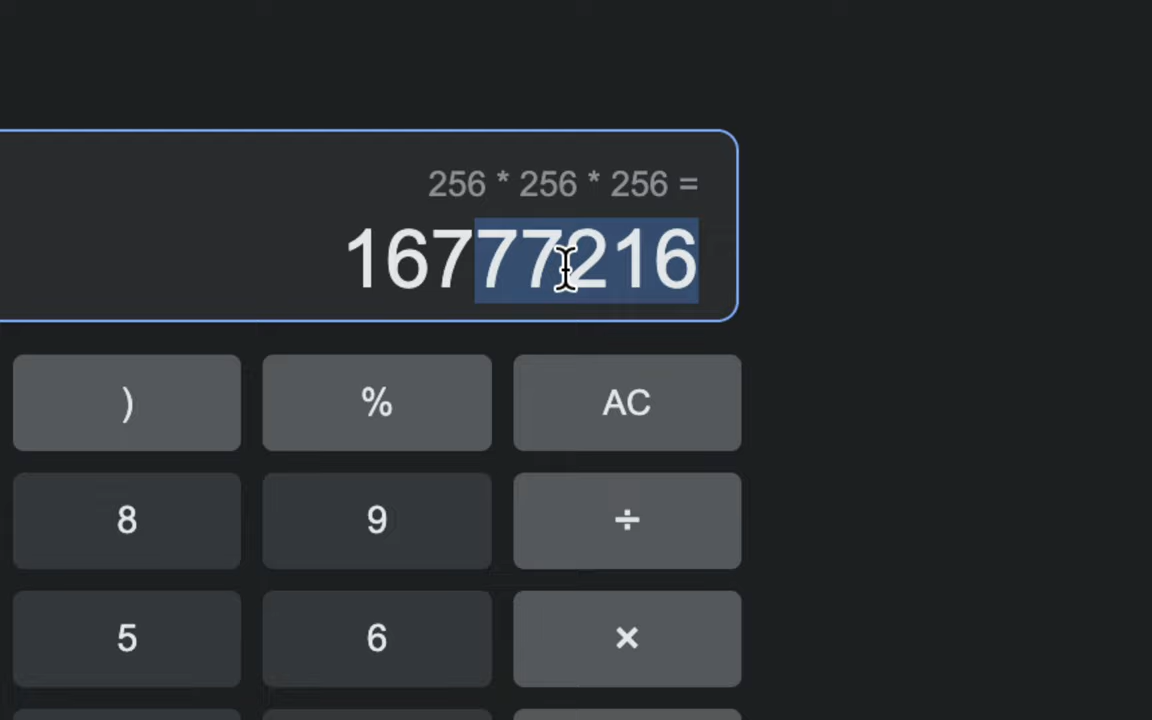 256 * 256 * 256 =
16777216
) % AC
8 9 ÷
5 6 ×